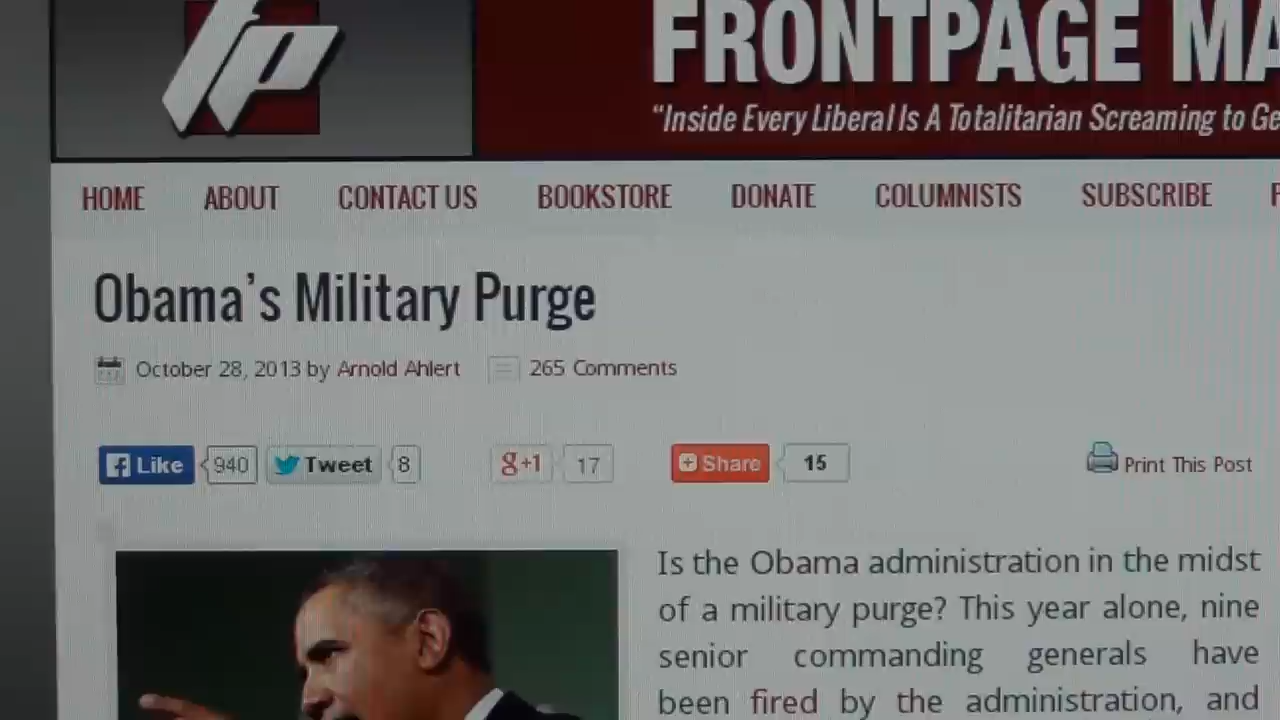 fp
FRONTPAGE MA
“Inside Every Liberal Is A Totalitarian Screaming to Ge
HOME ABOUT CONTACT US BOOKSTORE DONATE COLUMNISTS SUBSCRIBE
Obama's Military Purge
October 28, 2013 by Arnold Ahlert 265 Comments
Like 940 Tweet 8 g+1 17 Share 15 Print This Post
Is the Obama administration in the midst
of a military purge? This year alone, nine
senior commanding generals have
been fired by the administration, and